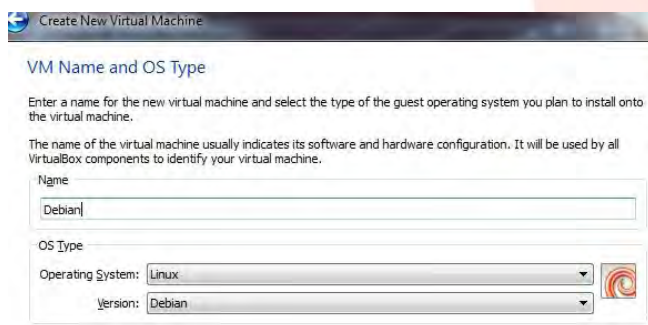 Create New Virtual Machine
VM Name and OS Type
Enter a name for the new virtual machine and select the type of the guest operating system you plan to install onto
the virtual machine.
The name of the virtual machine usually indicates its software and hardware configuration. It will be used by all
VirtualBox components to identify your virtual machine.
Name
Debian
OS Type
Operating System: Linux
Version: Debian